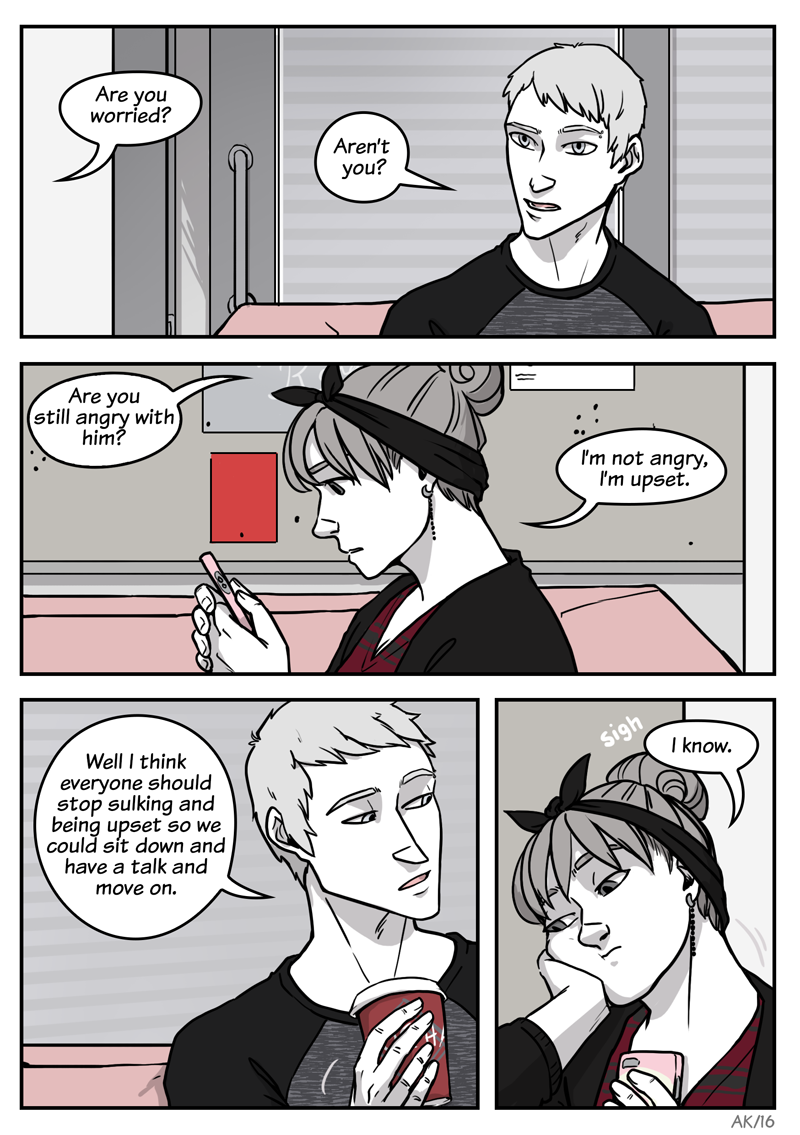 Are you
worried?
Aren't
you?
Are you
still angry with
him?
I'm not angry,
I'm upset.
Well I think
everyone should
stop sulking and
being upset so we
could sit down and
have a talk and
move on.
sigh
I know.
AK/16